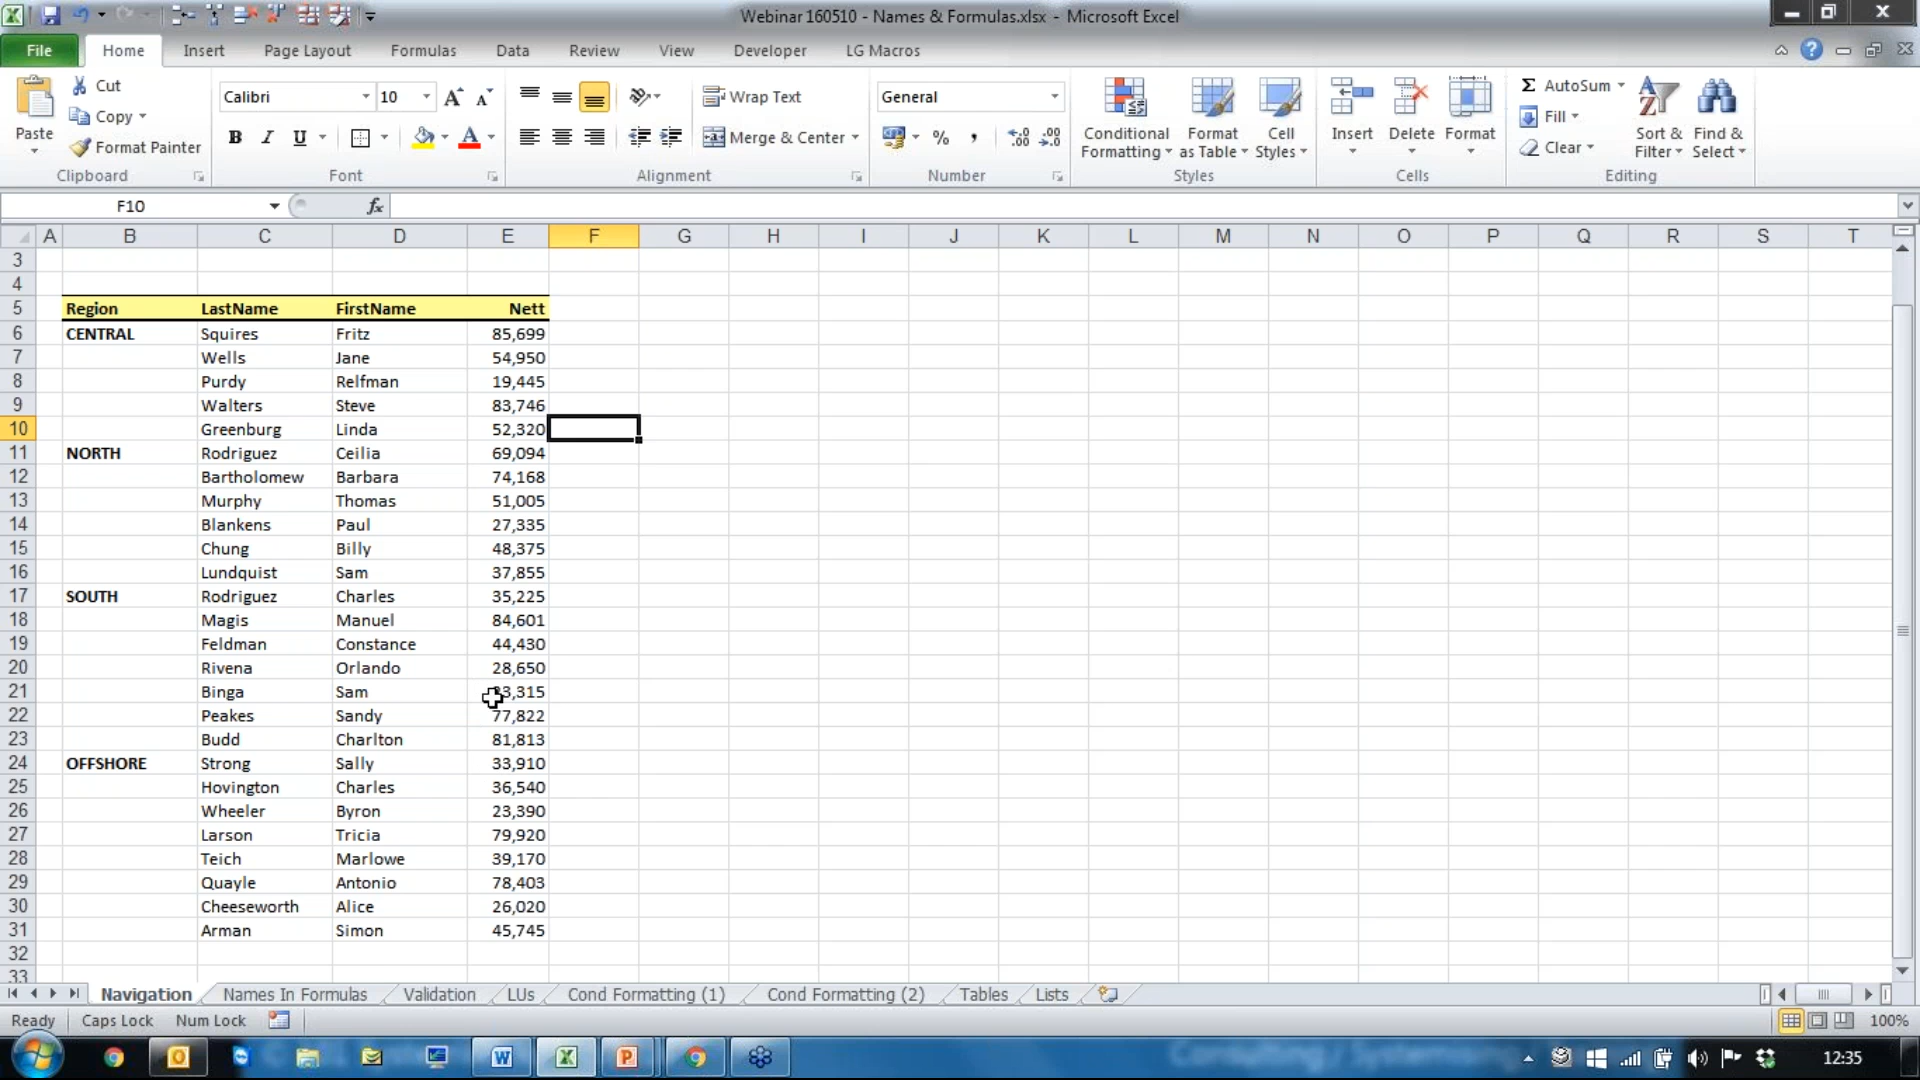 Webinar 160510 - Names & Formulas.xlsx - Microsoft Excel
File Home Insert Page Layout Formulas Data Review View Developer LG Macros
Paste Cut Copy Format Painter Clipboard
Calibri 10 B I U A Font
Wrap Text Merge & Center Alignment
General % , Number
Conditional Formatting Format as Table Cell Styles Styles
Insert Delete Format Cells
Σ AutoSum Fill Clear Sort & Filter Find & Select Editing
F10 fx
A B C D E F G H I J K L M N O P Q R S T
3
4
5 Region LastName FirstName Nett
6 CENTRAL Squires Fritz 85,699
7 Wells Jane 54,950
8 Purdy Relfman 19,445
9 Walters Steve 83,746
10 Greenburg Linda 52,320
11 NORTH Rodriguez Ceilia 69,094
12 Bartholomew Barbara 74,168
13 Murphy Thomas 51,005
14 Blankens Paul 27,335
15 Chung Billy 48,375
16 Lundquist Sam 37,855
17 SOUTH Rodriguez Charles 35,225
18 Magis Manuel 84,601
19 Feldman Constance 44,430
20 Rivena Orlando 28,650
21 Binga Sam
22 Peakes Sandy 77,822
23 Budd Charlton 81,813
24 OFFSHORE Strong Sally 33,910
25 Hovington Charles 36,540
26 Wheeler Byron 23,390
27 Larson Tricia 79,920
28 Teich Marlowe 39,170
29 Quayle Antonio 78,403
30 Cheeseworth Alice 26,020
31 Arman Simon 45,745
32
33
Navigation Names In Formulas Validation LUs Cond Formatting (1) Cond Formatting (2) Tables Lists
Ready Caps Lock Num Lock 100%
12:35